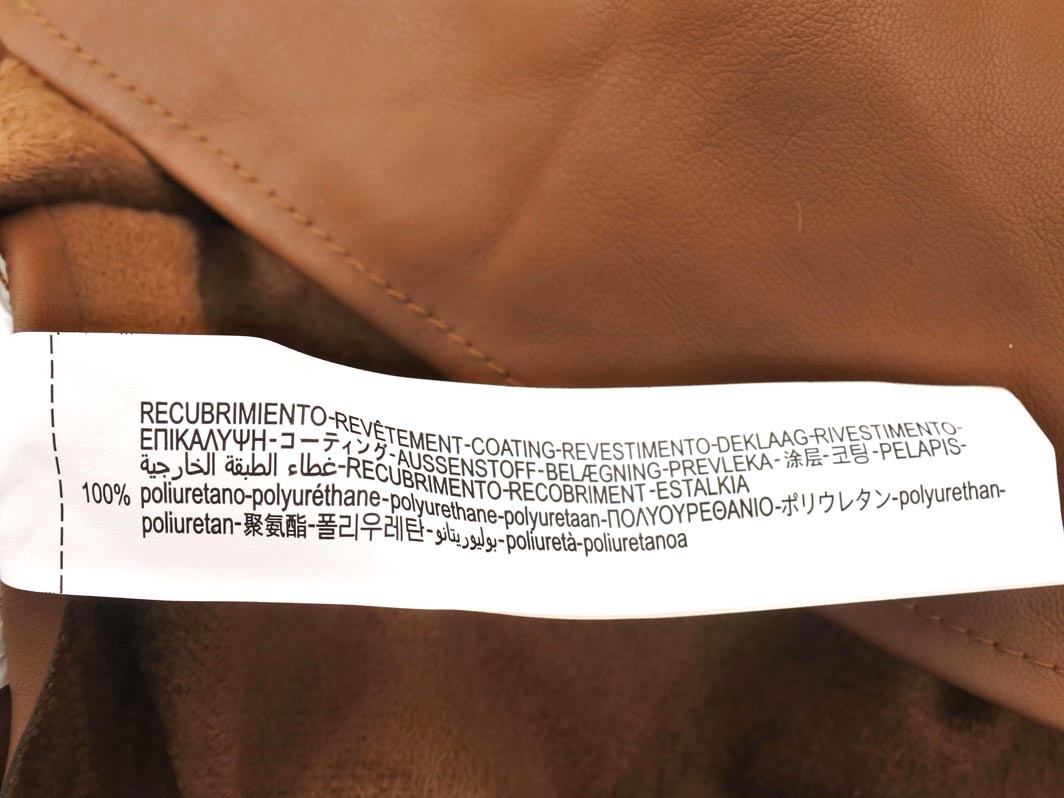 RECUBRIMIENTO-REVÊTEMENT-COATING-REVESTIMENTO-DEKLAAG-RIVESTIMENTO-
ΕΠΙΚΑΛΥΨΗ-コーティング-AUSSENSTOFF-BELÆGNING-PREVLEKA-涂层-코팅-PELAPIS-
غطاء الطبقة الخارجية-RECUBRIMENTO-RECOBRIMENT-ESTALKIA
100% poliuretano-polyuréthane-polyurethane-polyuretaan-ΠΟΛΥΟΥΡΕΘΑΝΙΟ-ポリウレタン-polyurethan-
poliuretan-聚氨酯-폴리우레탄-بوليوريتانو-poliuretà-poliuretanoa